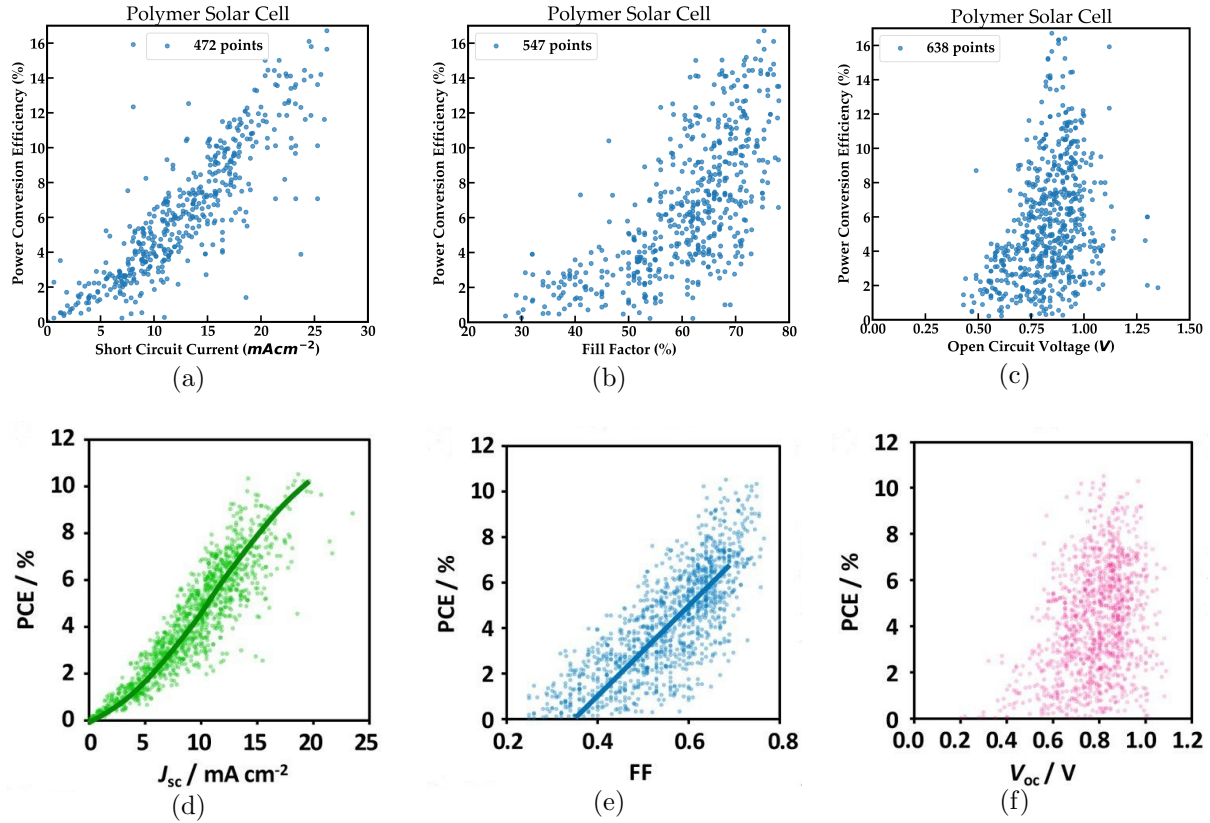 Polymer Solar Cell
472 points
Power Conversion Efficiency (%)
16
14
12
10
8
6
4
2
0
0 5 10 15 20 25 30
Short Circuit Current (mAcm⁻²)
(a)
Polymer Solar Cell
547 points
Power Conversion Efficiency (%)
16
14
12
10
8
6
4
2
0
20 30 40 50 60 70 80
Fill Factor (%)
(b)
Polymer Solar Cell
638 points
Power Conversion Efficiency (%)
16
14
12
10
8
6
4
2
0
0.00 0.25 0.50 0.75 1.00 1.25 1.50
Open Circuit Voltage (V)
(c)
PCE / %
12
10
8
6
4
2
0
0 5 10 15 20 25
Jsc / mA cm⁻²
(d)
PCE / %
12
10
8
6
4
2
0
0.2 0.4 0.6 0.8
FF
(e)
PCE / %
12
10
8
6
4
2
0
0.0 0.2 0.4 0.6 0.8 1.0 1.2
Voc / V
(f)